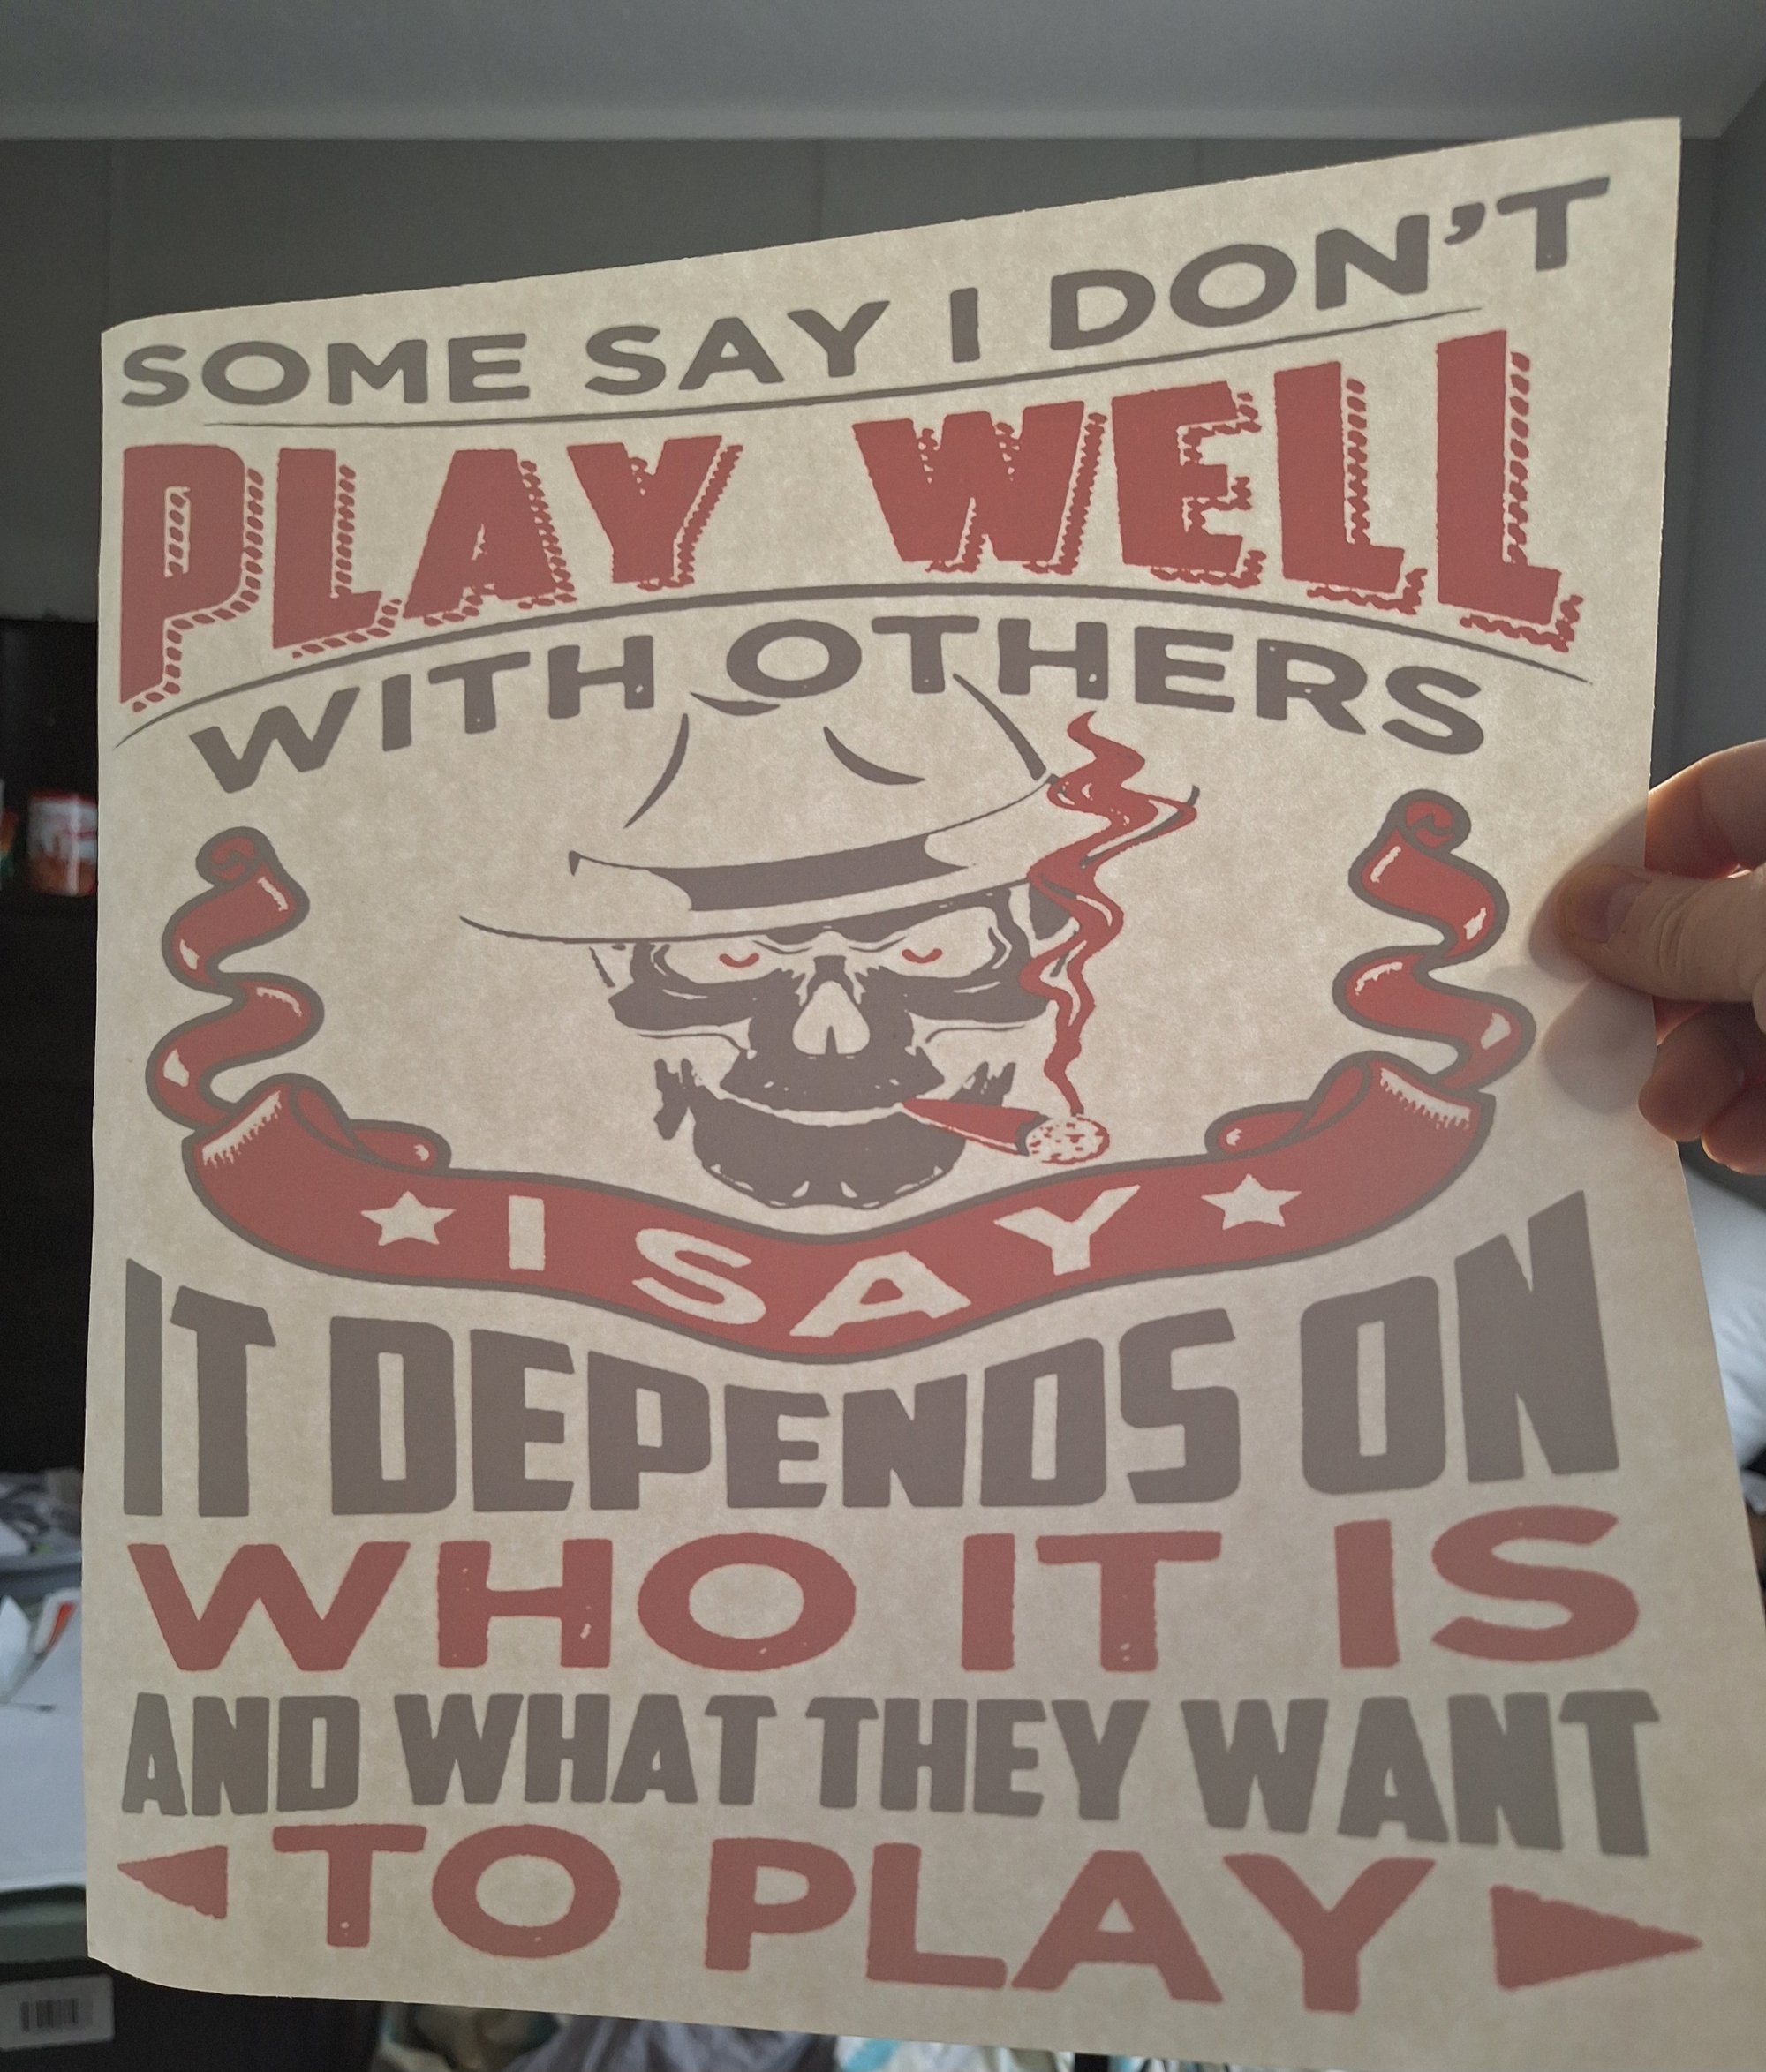 SOME SAY I DON'T
PLAY WELL
WITH OTHERS
I SAY
IT DEPENDS ON
WHO IT IS
AND WHAT THEY WANT
TO PLAY